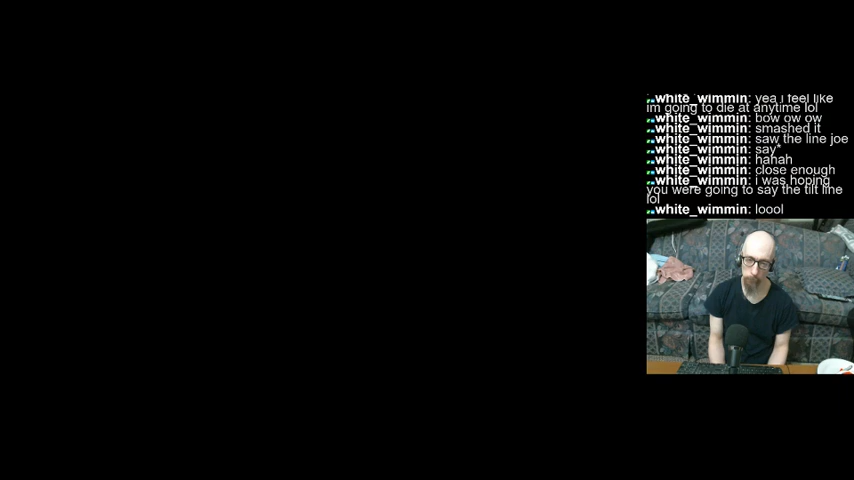 white_wimmin: yea i feel like
im going to die at anytime lol
white_wimmin: bow ow ow
white_wimmin: smashed it
white_wimmin: saw the line joe
white_wimmin: say*
white_wimmin: hahah
white_wimmin: close enough
white_wimmin: i was hoping
you were going to say the tilt line
lol
white_wimmin: loool